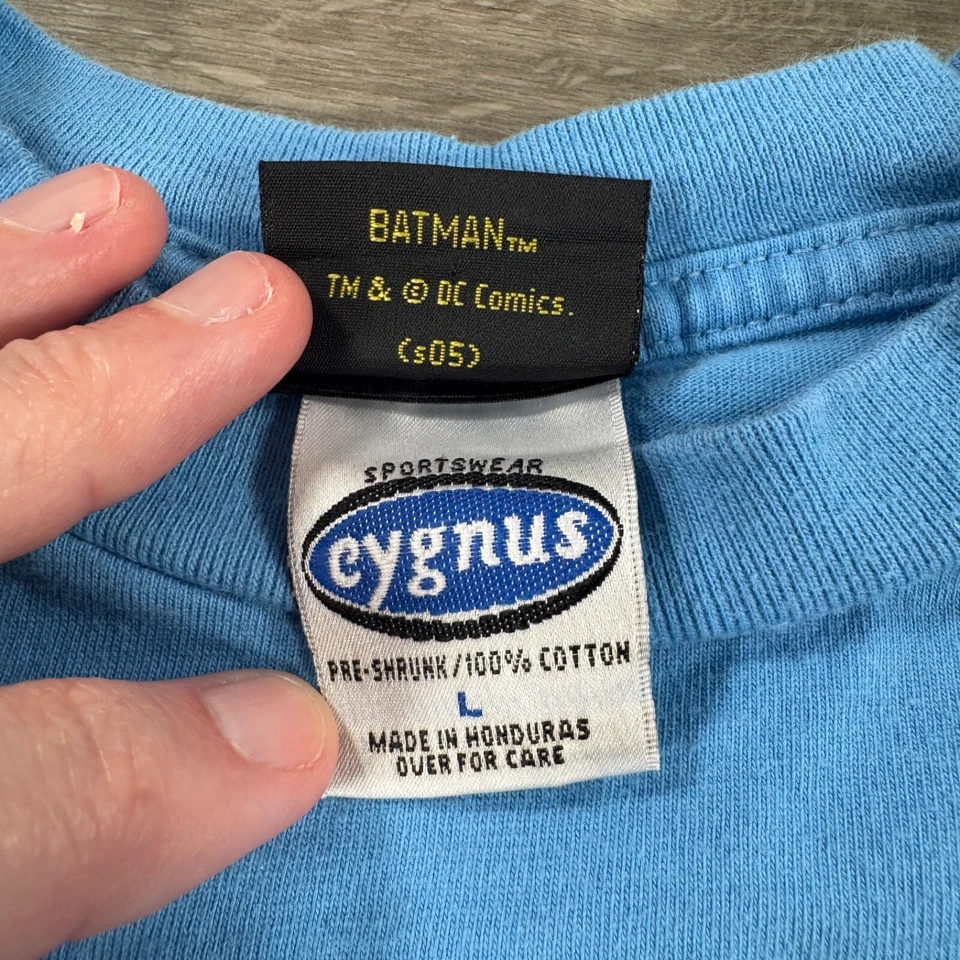 BATMAN™
TM & © DC Comics.
(s05)
SPORTSWEAR
cygnus
PRE-SHRUNK/100% COTTON
L
MADE IN HONDURAS
OVER FOR CARE